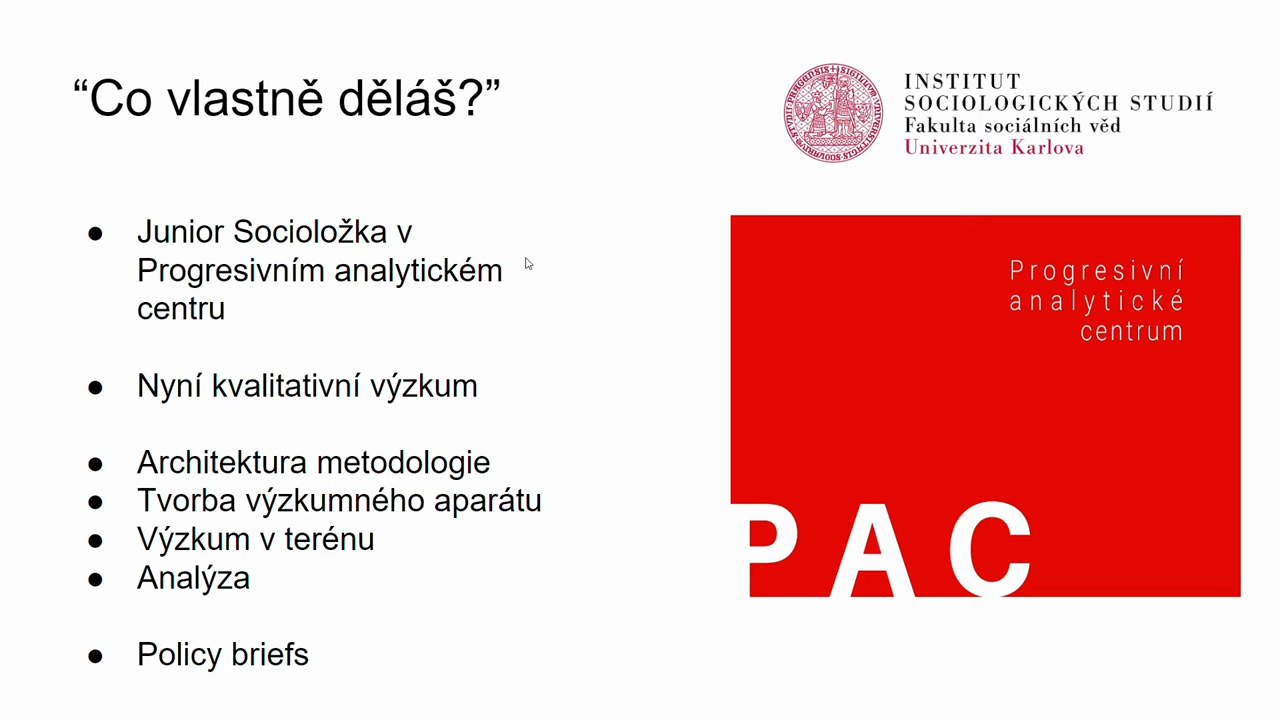 “Co vlastně děláš?”
INSTITUT
SOCIOLOGICKÝCH STUDIÍ
Fakulta sociálních věd
Univerzita Karlova
● Junior Socioložka v
Progresivním analytickém
centru
● Nyní kvalitativní výzkum
● Architektura metodologie
● Tvorba výzkumného aparátu
● Výzkum v terénu
● Analýza
● Policy briefs
Progresivní
analytické
centrum
PAC